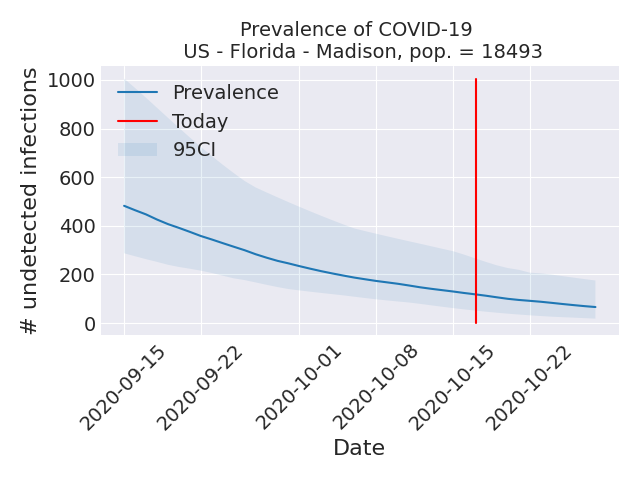 Prevalence of COVID-19
US - Florida - Madison, pop. = 18493
# undetected infections
1000
800
600
400
200
0
Prevalence
Today
95CI
2020-09-15
2020-09-22
2020-10-01
2020-10-08
2020-10-15
2020-10-22
Date